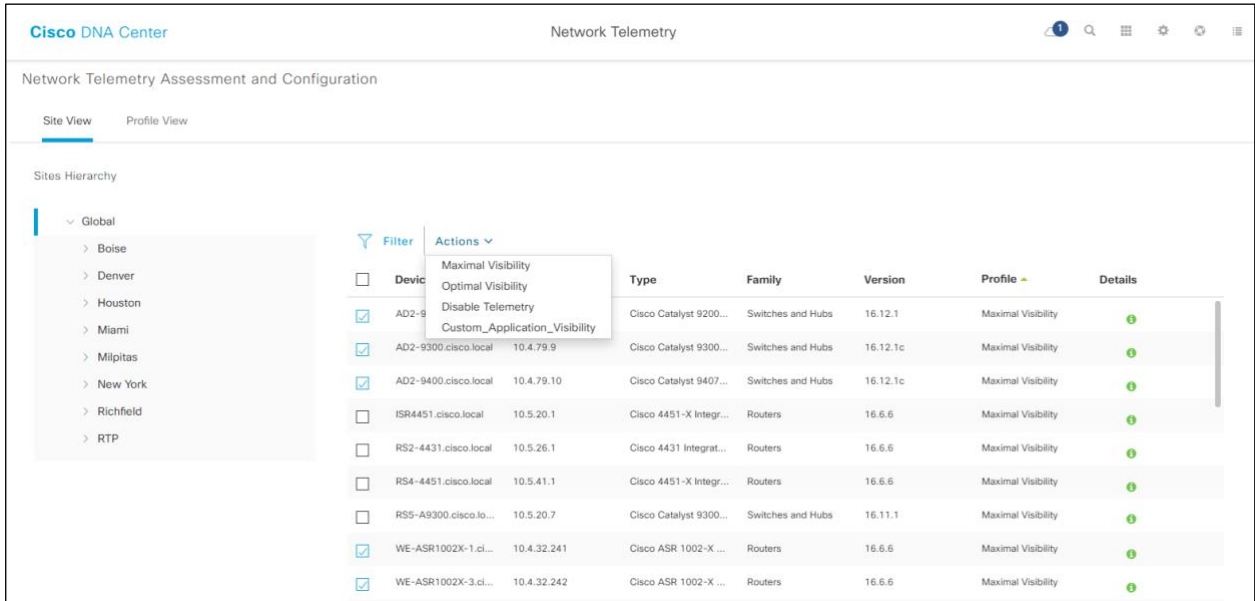 Cisco DNA Center Network Telemetry 1
Network Telemetry Assessment and Configuration
Site View Profile View
Sites Hierarchy
Global
Boise
Denver
Houston
Miami
Milpitas
New York
Richfield
RTP
Filter Actions
Maximal Visibility
Optimal Visibility
Disable Telemetry
Custom_Application_Visibility
Devic Type Family Version Profile Details
AD2-9 Cisco Catalyst 9200... Switches and Hubs 16.12.1 Maximal Visibility
AD2-9300.cisco.local 10.4.79.9 Cisco Catalyst 9300... Switches and Hubs 16.12.1c Maximal Visibility
AD2-9400.cisco.local 10.4.79.10 Cisco Catalyst 9407... Switches and Hubs 16.12.1c Maximal Visibility
ISR4451.cisco.local 10.5.20.1 Cisco 4451-X Integr... Routers 16.6.6 Maximal Visibility
RS2-4431.cisco.local 10.5.26.1 Cisco 4431 Integrat... Routers 16.6.6 Maximal Visibility
RS4-4451.cisco.local 10.5.41.1 Cisco 4451-X Integr... Routers 16.6.6 Maximal Visibility
RS5-A9300.cisco.lo... 10.5.20.7 Cisco Catalyst 9300... Switches and Hubs 16.11.1 Maximal Visibility
WE-ASR1002X-1.ci... 10.4.32.241 Cisco ASR 1002-X ... Routers 16.6.6 Maximal Visibility
WE-ASR1002X-3.ci... 10.4.32.242 Cisco ASR 1002-X ... Routers 16.6.6 Maximal Visibility